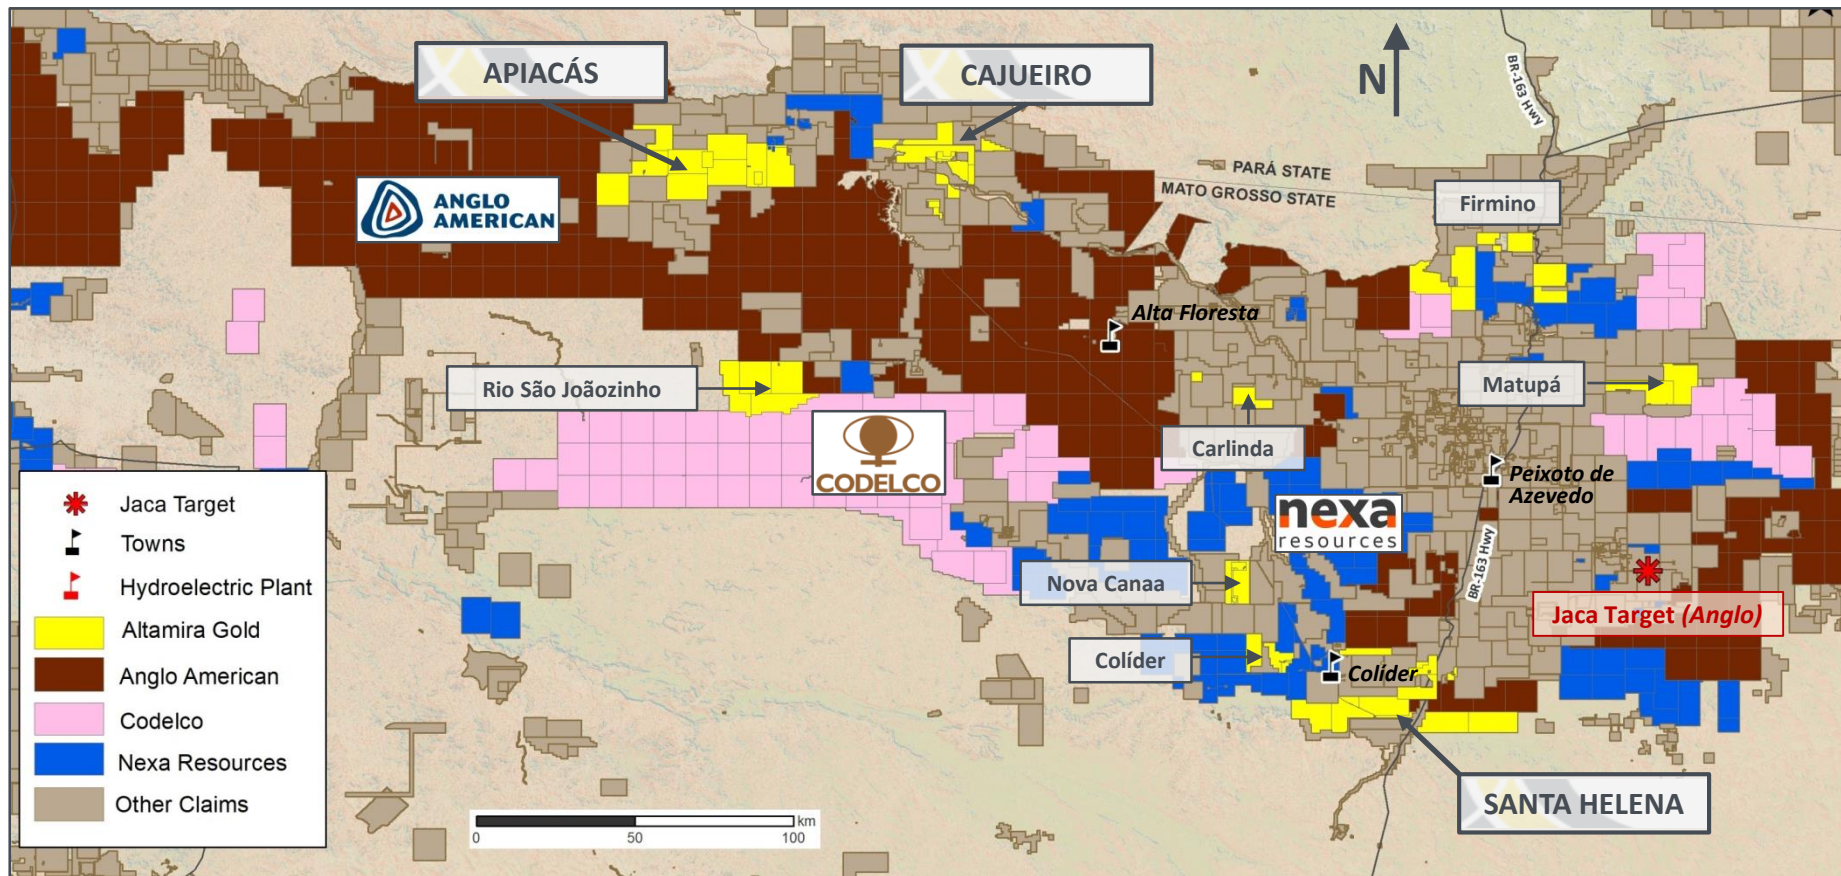 APIACÁS
CAJUEIRO
N
BR-163 Hwy
PARÁ STATE
MATO GROSSO STATE
ANGLO
AMERICAN
Firmino
Alta Floresta
Rio São Joãozinho
Matupá
CODELCO
Carlinda
Peixoto de
Azevedo
nexa
resources
BR-163 Hwy
Nova Canaa
Jaca Target (Anglo)
Colíder
Colíder
SANTA HELENA
Jaca Target
Towns
Hydroelectric Plant
Altamira Gold
Anglo American
Codelco
Nexa Resources
Other Claims
km
0 50 100